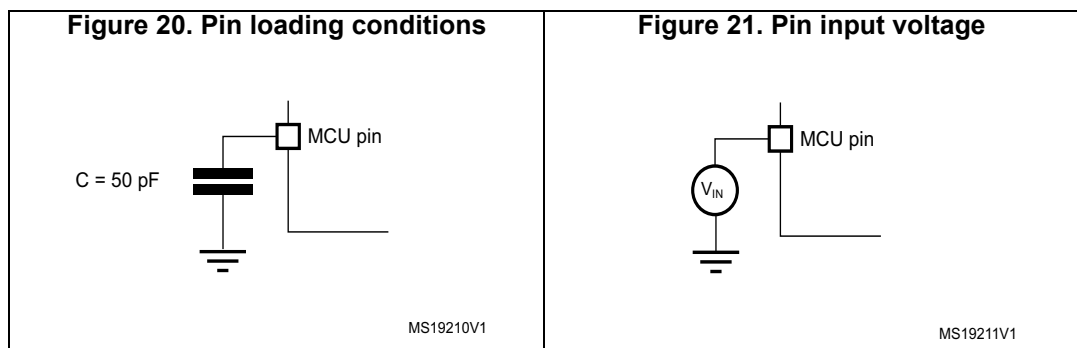 Figure 20. Pin loading conditions
MCU pin
C = 50 pF
MS19210V1
Figure 21. Pin input voltage
MCU pin
VIN
MS19211V1